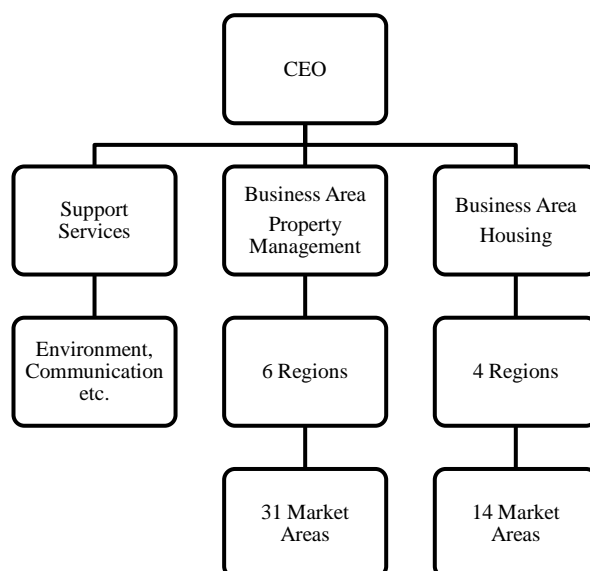 CEO
Support
Services
Business Area
Property
Management
Business Area
Housing
Environment,
Communication
etc.
6 Regions
4 Regions
31 Market
Areas
14 Market
Areas